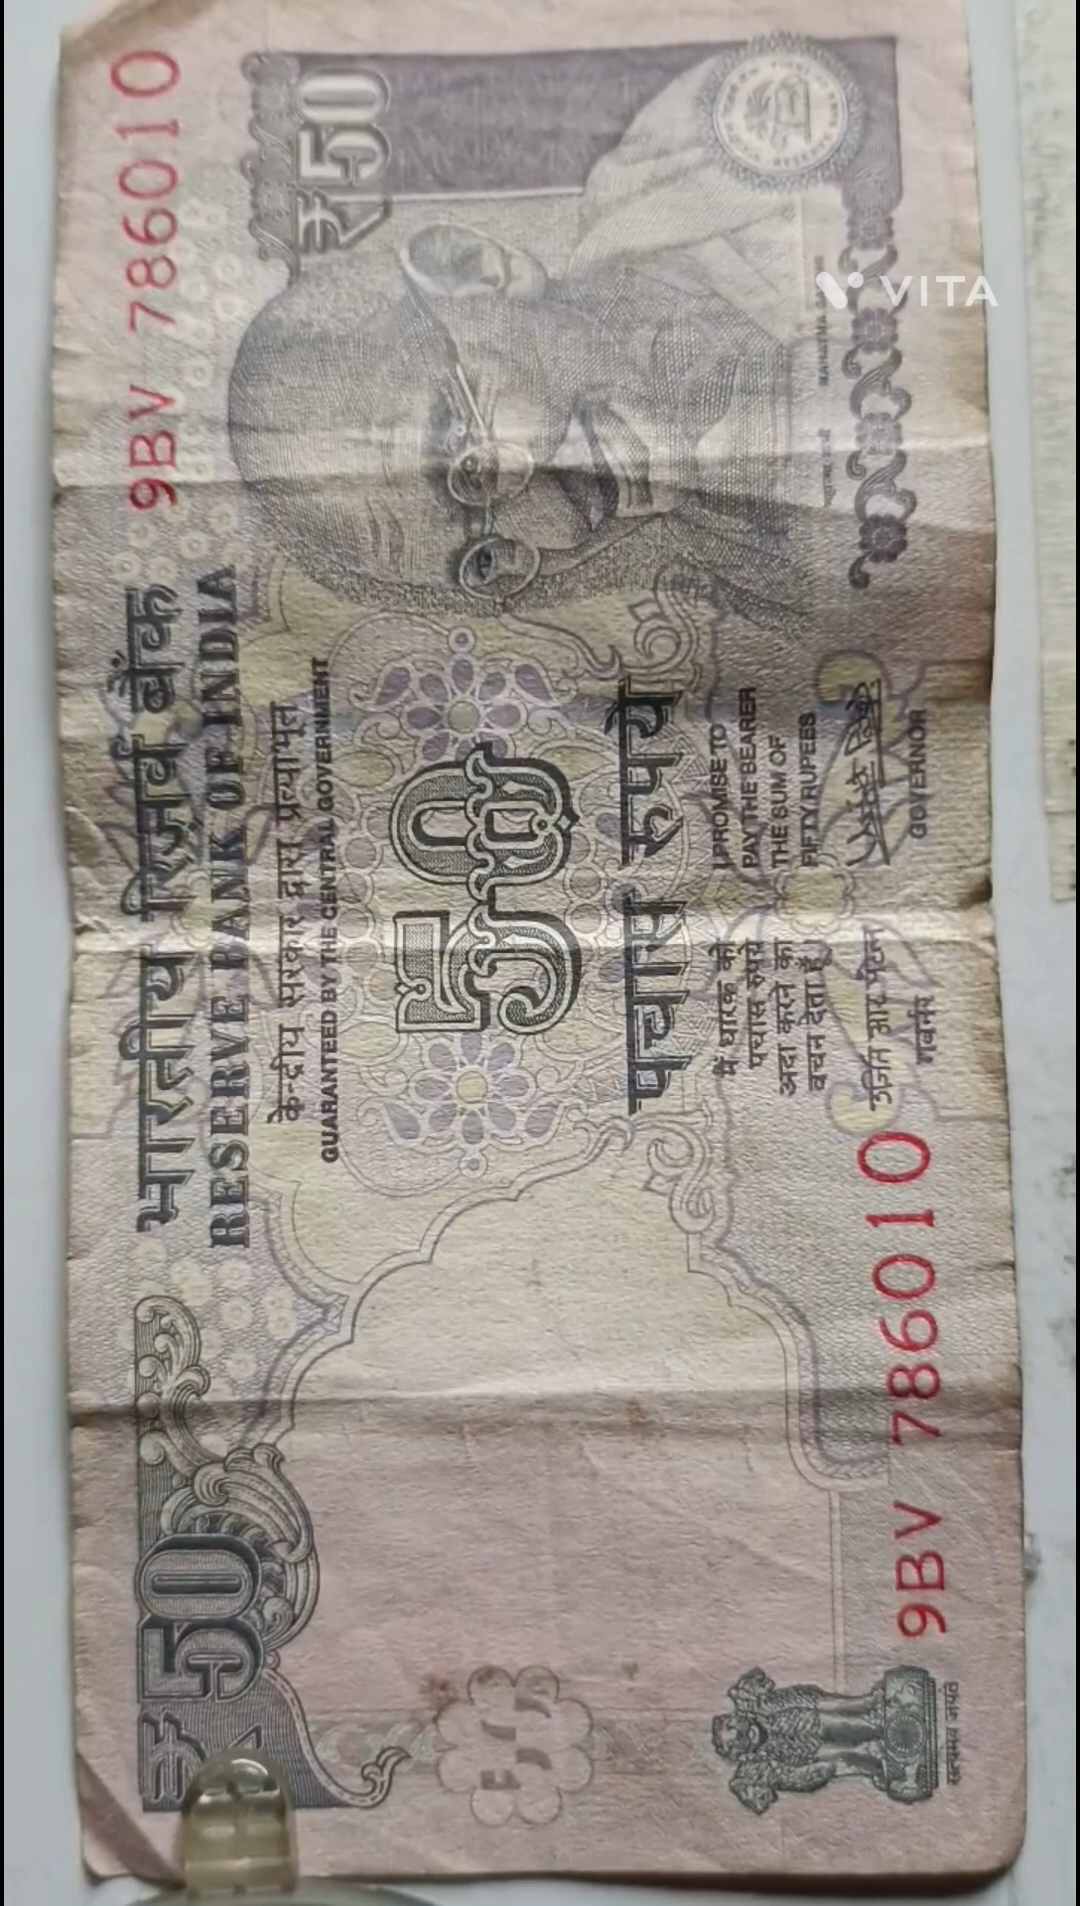 भारतीय रिज़र्व बैंक
RESERVE BANK OF INDIA
केन्द्रीय सरकार द्वारा प्रत्याभूत
GUARANTEED BY THE CENTRAL GOVERNMENT
9BV 786010
₹50
₹50
50
५०
पचास रुपये
मैं धारक को
पचास रुपये
अदा करने का
वचन देता हूँ।
I PROMISE TO
PAY THE BEARER
THE SUM OF
FIFTY RUPEES
उर्जित आर. पटेल
गवर्नर
GOVERNOR
9BV 786010
सत्यमेव जयते
VITA